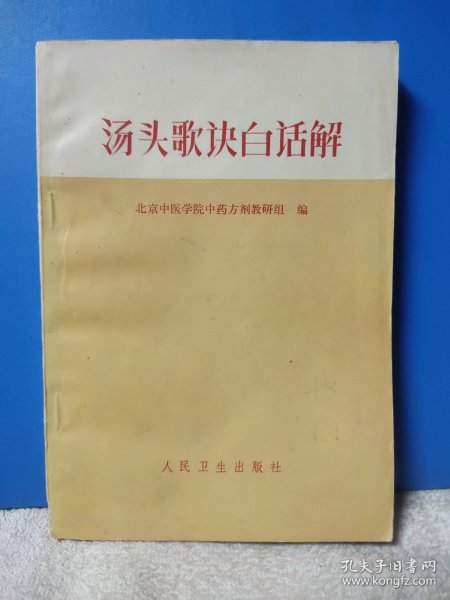 汤头歌诀白话解
北京中医学院中药方剂教研组 编
人民卫生出版社
孔夫子旧书网
www.kongfz.com